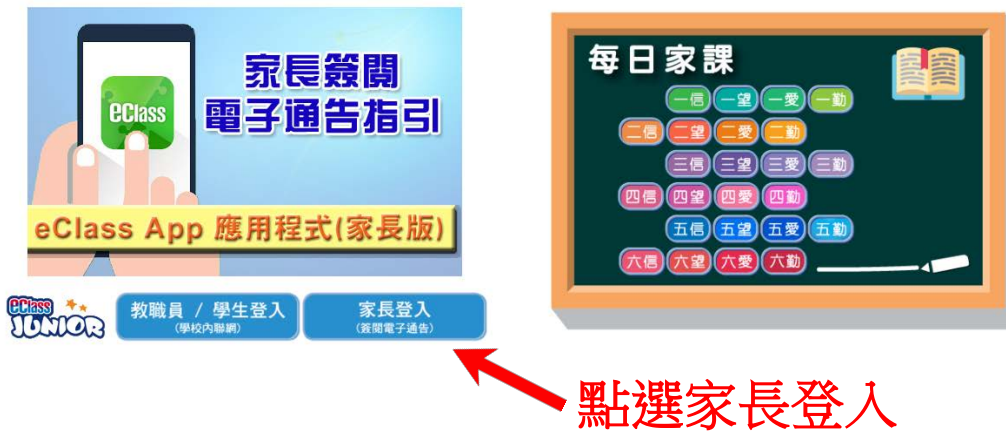 家長簽閱
電子通告指引
eClass
eClass App 應用程式(家長版)
eClass JUNIOR
教職員 / 學生登入
(學校內聯網)
家長登入
(簽閱電子通告)
每日家課
一信 一望 一愛 一勤
二信 二望 二愛 二勤
三信 三望 三愛 三勤
四信 四望 四愛 四勤
五信 五望 五愛 五勤
六信 六望 六愛 六勤
點選家長登入